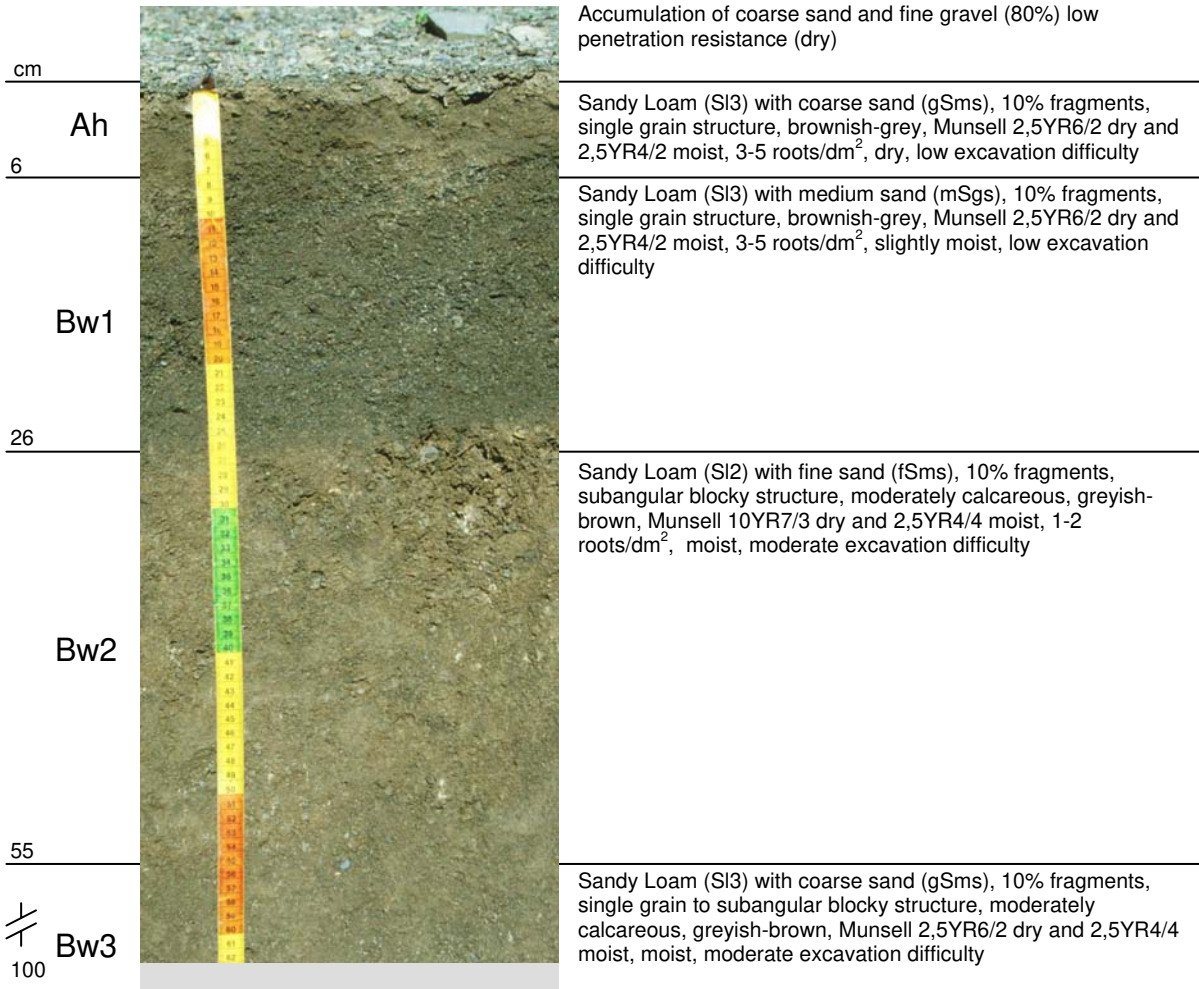 Accumulation of coarse sand and fine gravel (80%) low
penetration resistance (dry)
cm
Ah
Sandy Loam (Sl3) with coarse sand (gSms), 10% fragments,
single grain structure, brownish-grey, Munsell 2,5YR6/2 dry and
2,5YR4/2 moist, 3-5 roots/dm², dry, low excavation difficulty
6
Sandy Loam (Sl3) with medium sand (mSgs), 10% fragments,
single grain structure, brownish-grey, Munsell 2,5YR6/2 dry and
2,5YR4/2 moist, 3-5 roots/dm², slightly moist, low excavation
difficulty
Bw1
26
Sandy Loam (Sl2) with fine sand (fSms), 10% fragments,
subangular blocky structure, moderately calcareous, greyish-
brown, Munsell 10YR7/3 dry and 2,5YR4/4 moist, 1-2
roots/dm², moist, moderate excavation difficulty
Bw2
55
Sandy Loam (Sl3) with coarse sand (gSms), 10% fragments,
single grain to subangular blocky structure, moderately
calcareous, greyish-brown, Munsell 2,5YR6/2 dry and 2,5YR4/4
moist, moist, moderate excavation difficulty
Bw3
100